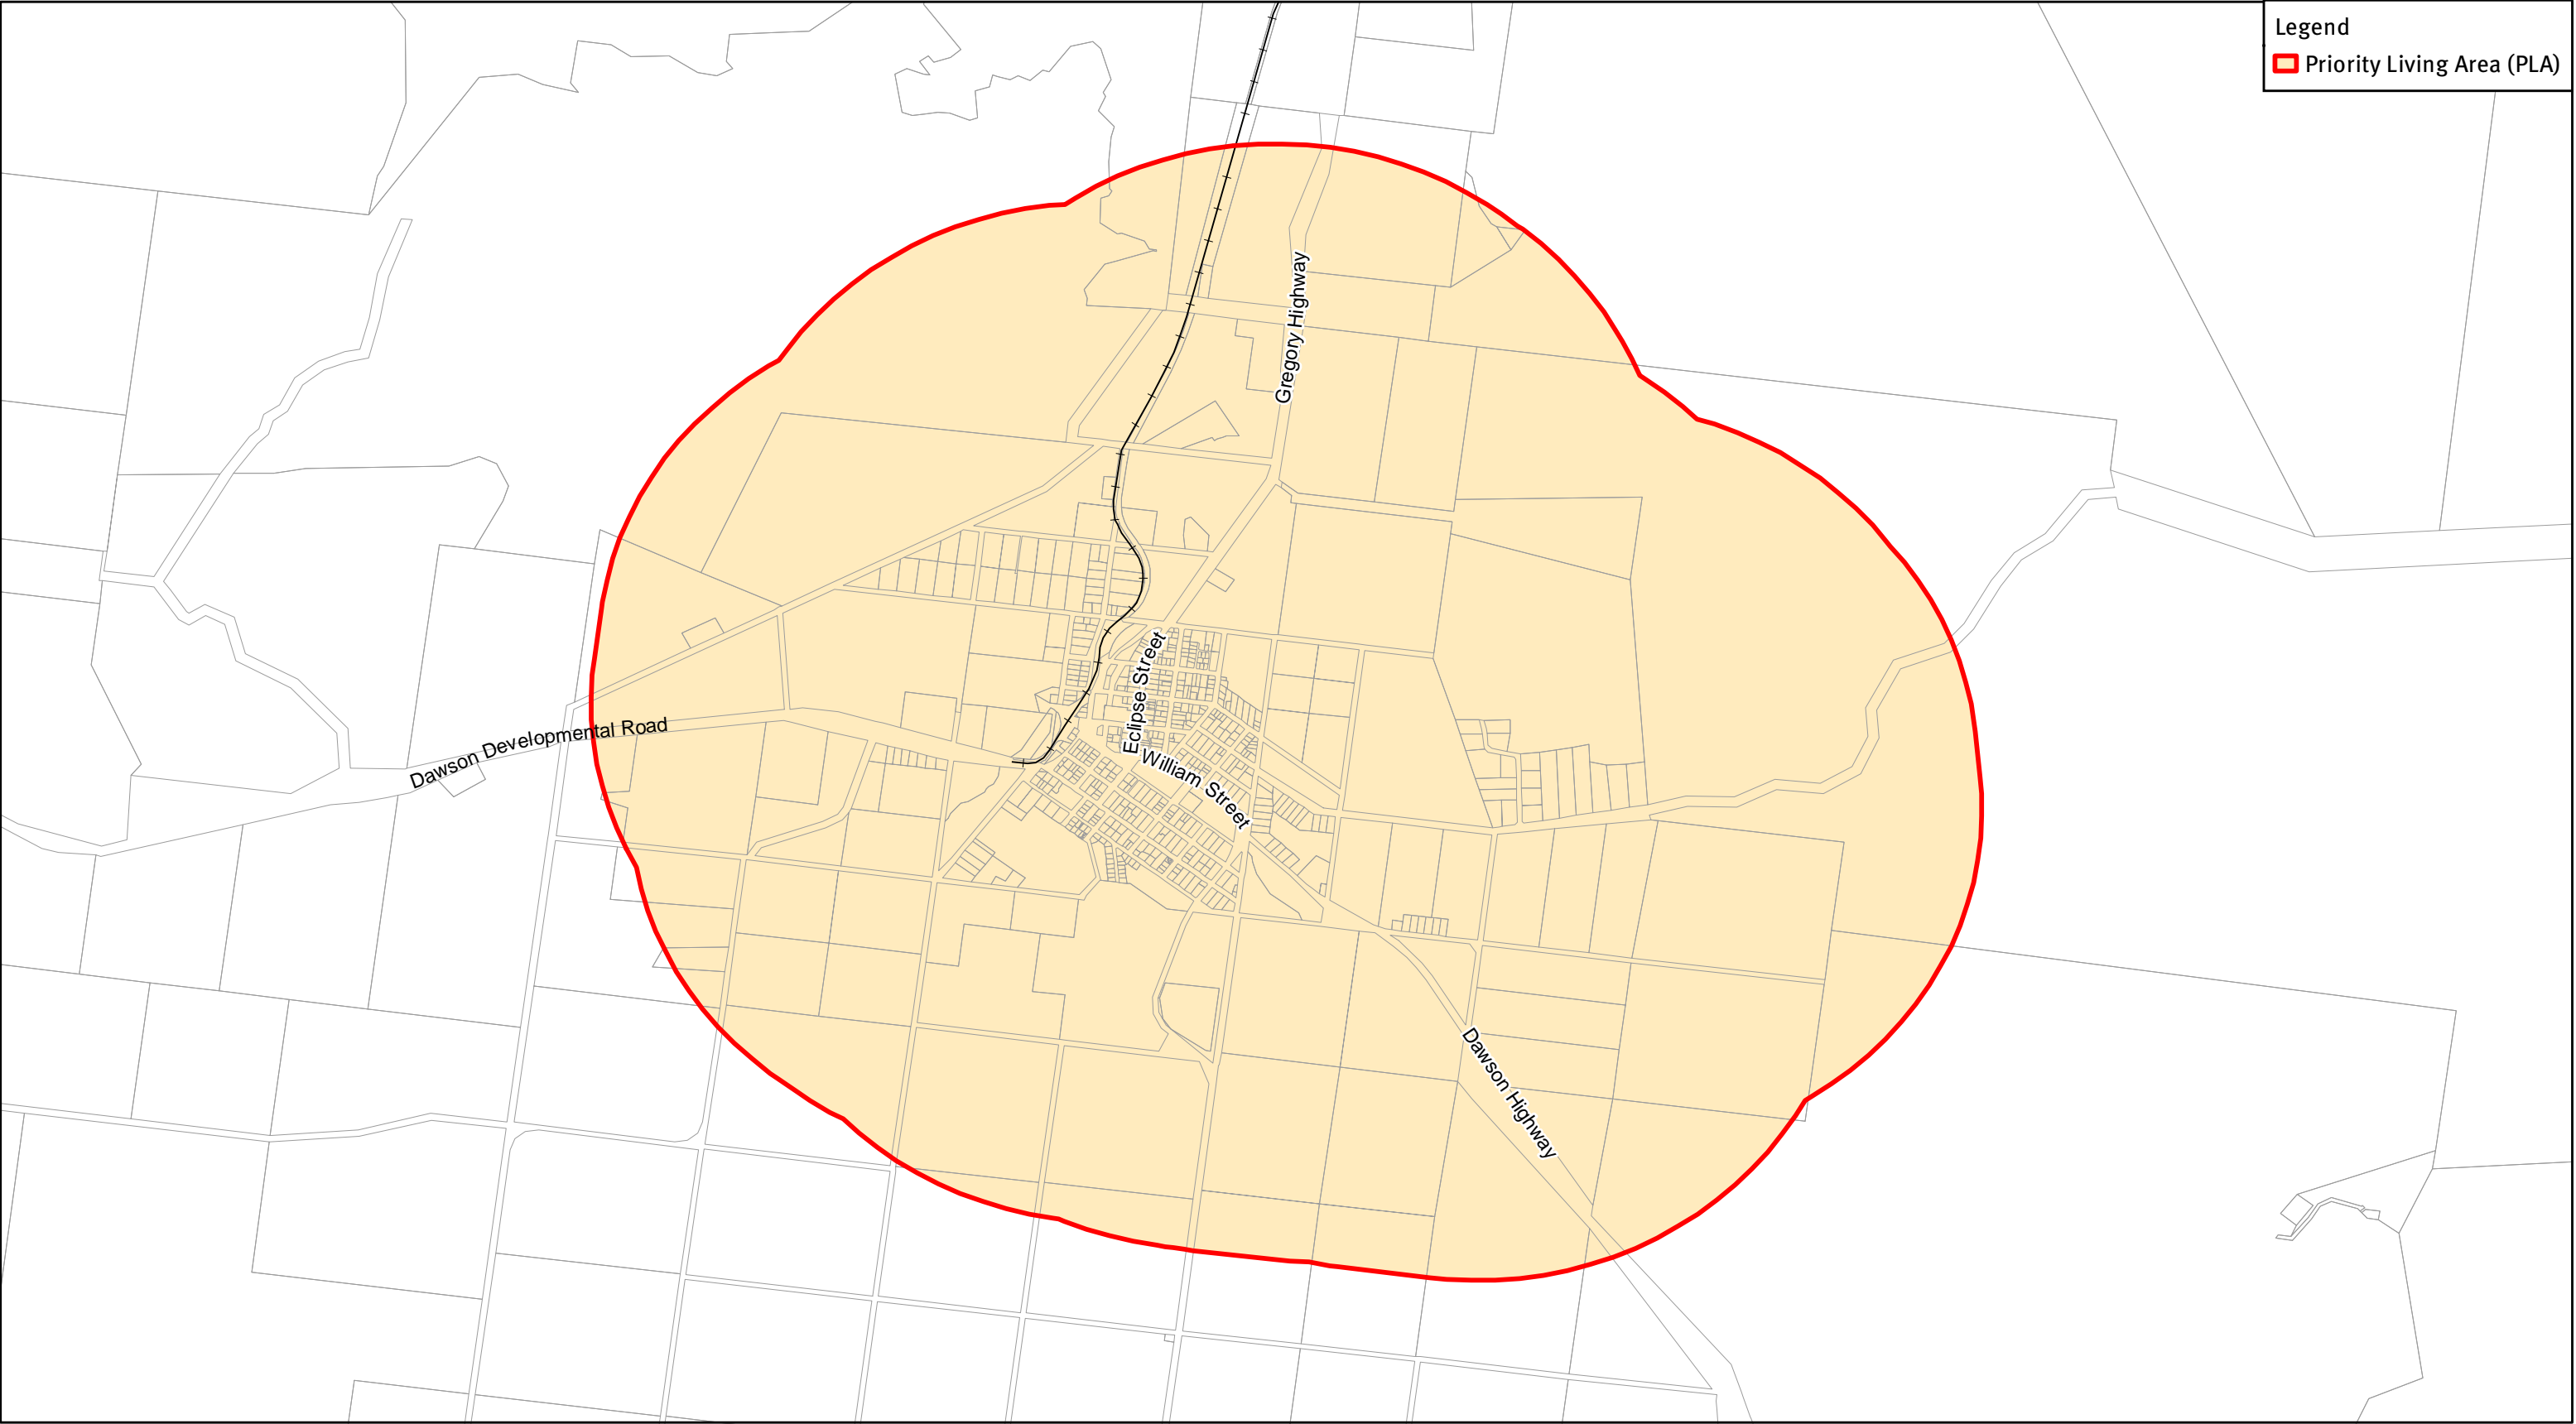 Legend
Priority Living Area (PLA)
Gregory Highway
Eclipse Street
Dawson Developmental Road
William Street
Dawson Highway